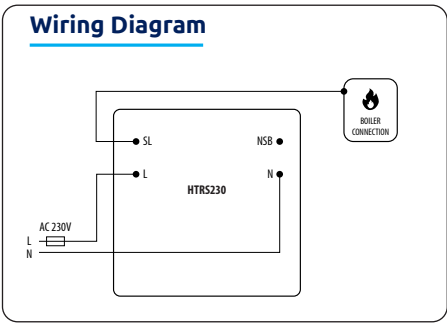 Wiring Diagram
BOILER
CONNECTION
SL
NSB
L
N
HTRS230
AC 230V
L
N